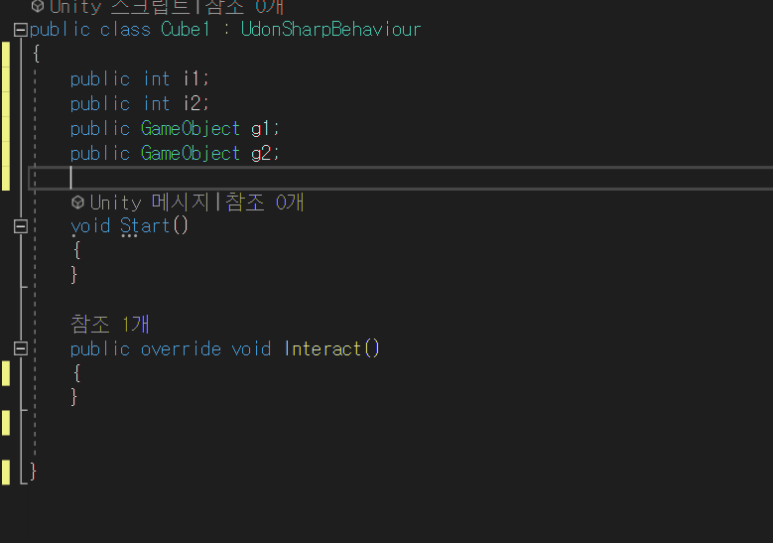 Unity 스크립트|참조 0개
public class Cube1 : UdonSharpBehaviour
{
public int i1;
public int i2;
public GameObject g1;
public GameObject g2;
Unity 메시지|참조 0개
void Start()
{
}
참조 1개
public override void Interact()
{
}
}